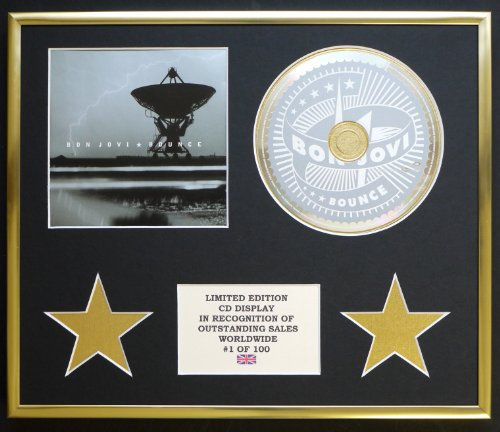 BON JOVI ★ BOUNCE
BON JOVI
BOUNCE
LIMITED EDITION
CD DISPLAY
IN RECOGNITION OF
OUTSTANDING SALES
WORLDWIDE
#1 OF 100